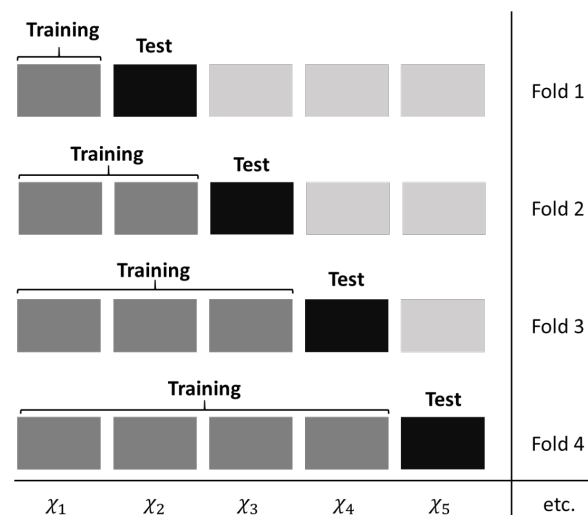 Training
Test
Fold 1
Training
Test
Fold 2
Training
Test
Fold 3
Training
Test
Fold 4
χ₁ χ₂ χ₃ χ₄ χ₅ etc.